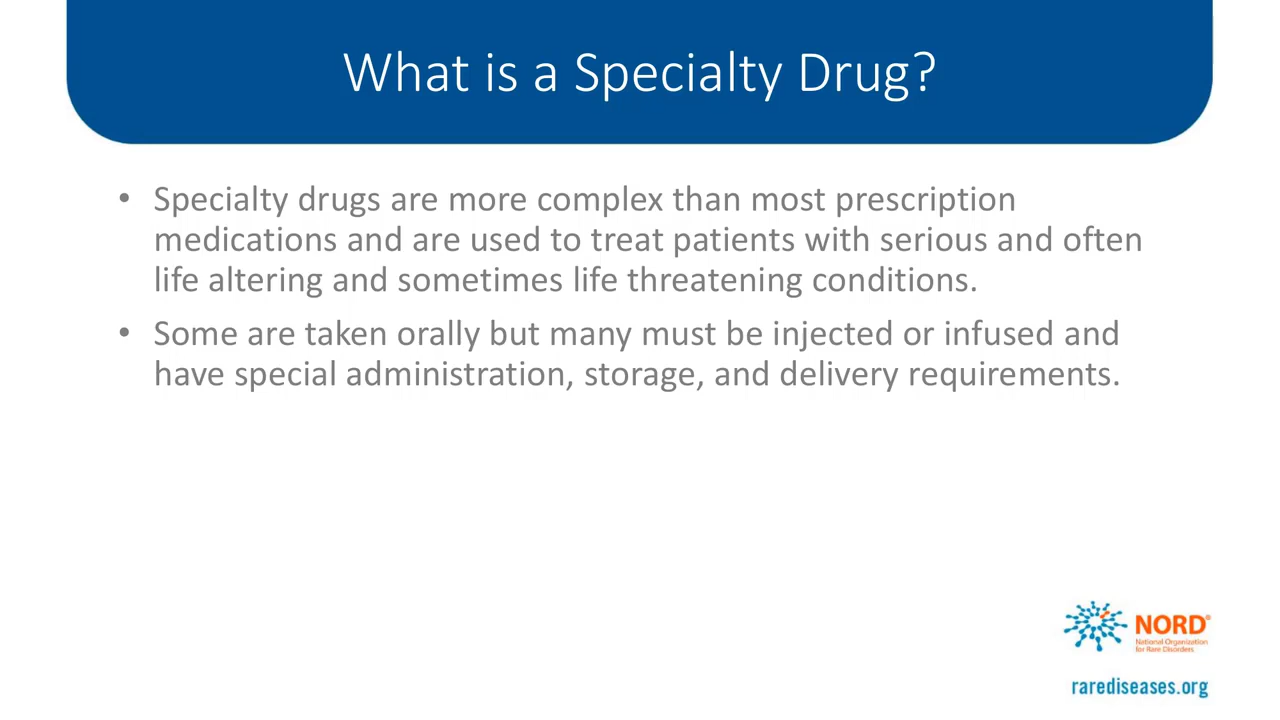 What is a Specialty Drug?
• Specialty drugs are more complex than most prescription
medications and are used to treat patients with serious and often
life altering and sometimes life threatening conditions.
• Some are taken orally but many must be injected or infused and
have special administration, storage, and delivery requirements.
NORD®
National Organization
for Rare Disorders
rarediseases.org